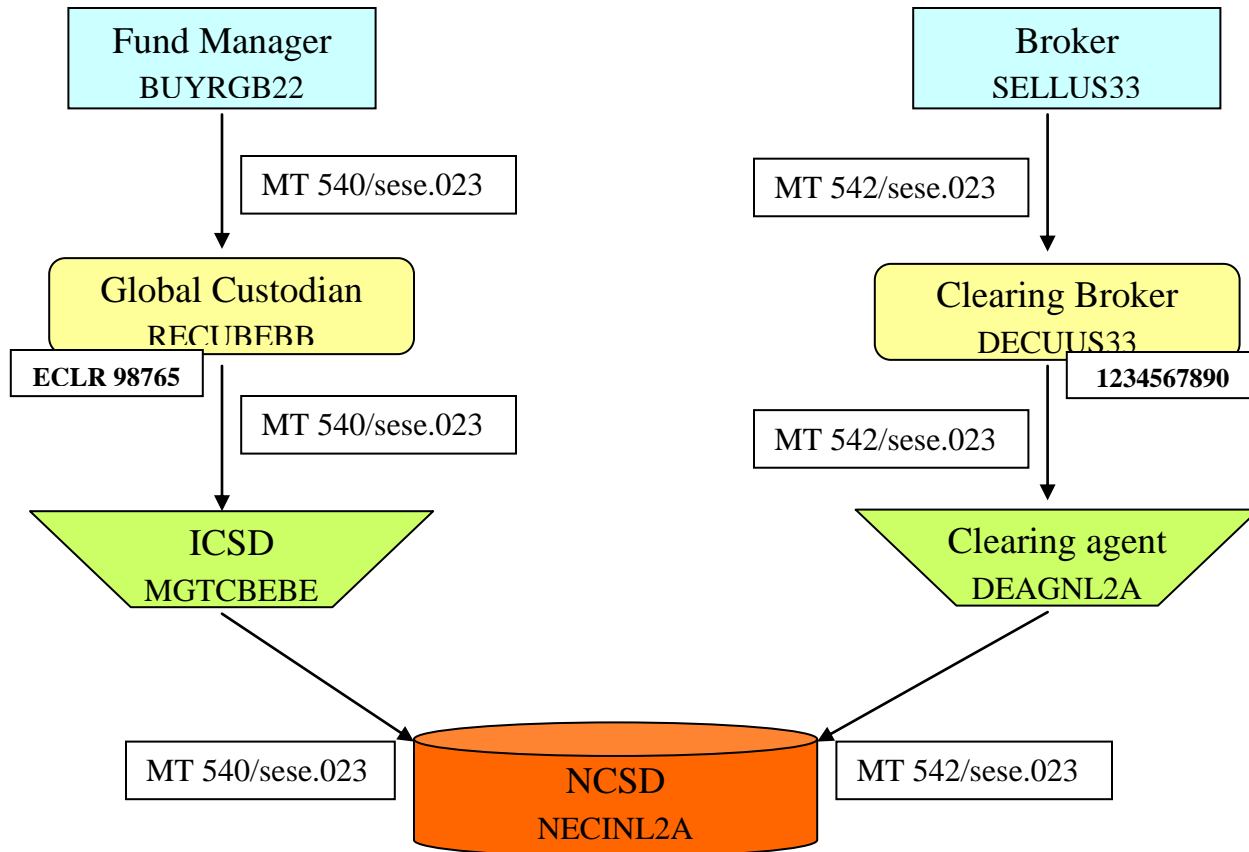 Fund Manager
BUYRGB22
Broker
SELLUS33
MT 540/sese.023
MT 542/sese.023
Global Custodian
RECUBEBB
ECLR 98765
Clearing Broker
DECUUS33
1234567890
MT 540/sese.023
MT 542/sese.023
ICSD
MGTCBEBE
Clearing agent
DEAGNL2A
MT 540/sese.023
MT 542/sese.023
NCSD
NECINL2A